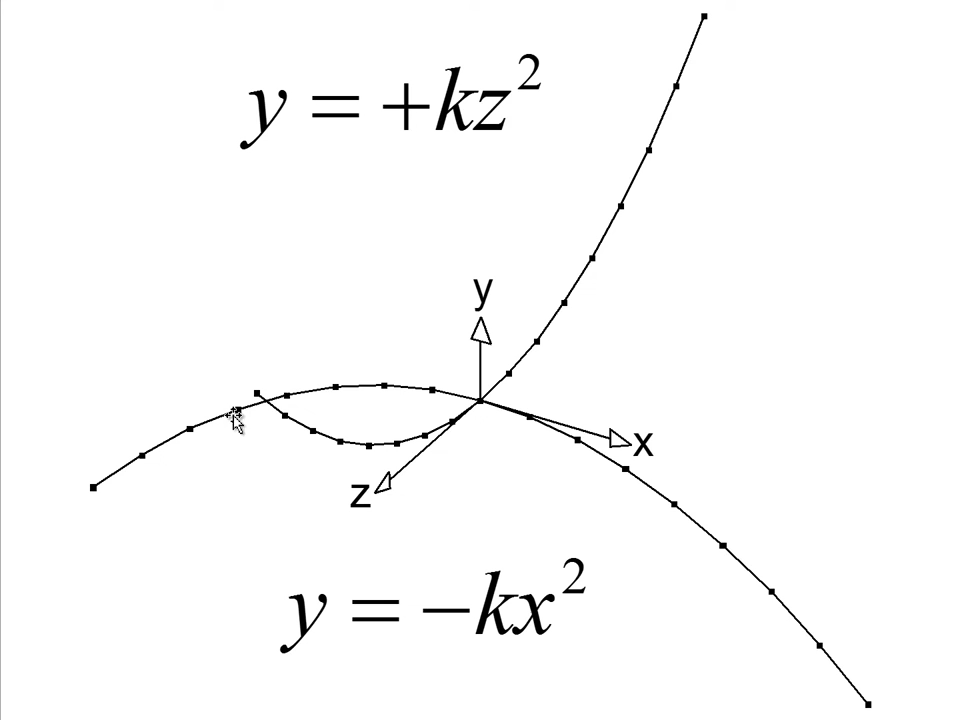 y = +kz²
y
x
z
y = −kx²